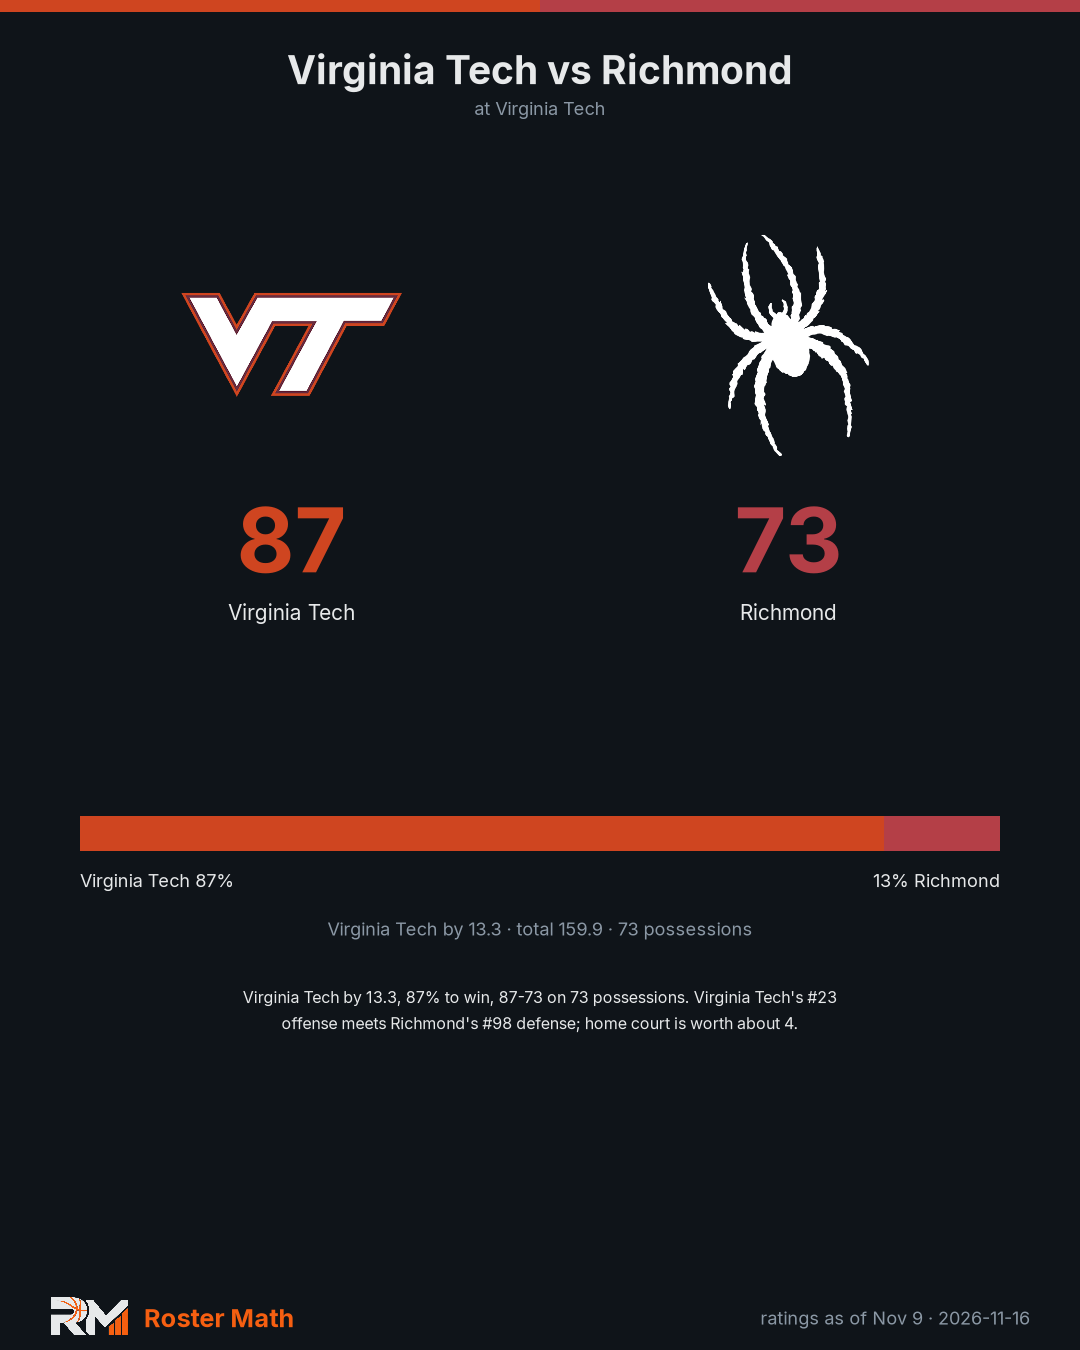 Virginia Tech vs Richmond
at Virginia Tech
VT
87
73
Virginia Tech
Richmond
Virginia Tech 87%
13% Richmond
Virginia Tech by 13.3 · total 159.9 · 73 possessions
Virginia Tech by 13.3, 87% to win, 87-73 on 73 possessions. Virginia Tech's #23
offense meets Richmond's #98 defense; home court is worth about 4.
RM Roster Math
ratings as of Nov 9 · 2026-11-16